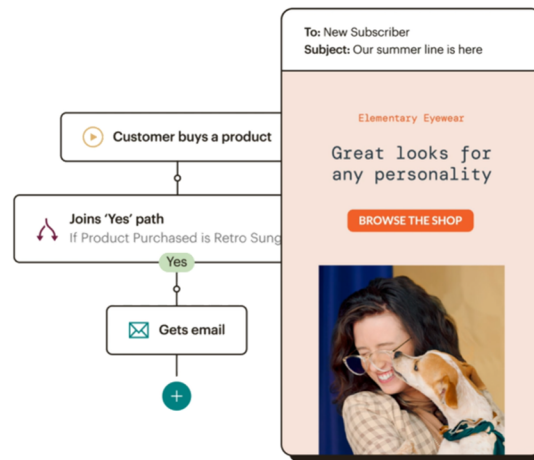 To: New Subscriber
Subject: Our summer line is here
Customer buys a product
Joins ‘Yes’ path
If Product Purchased is Retro Sung
Yes
Gets email
Elementary Eyewear
Great looks for
any personality
BROWSE THE SHOP